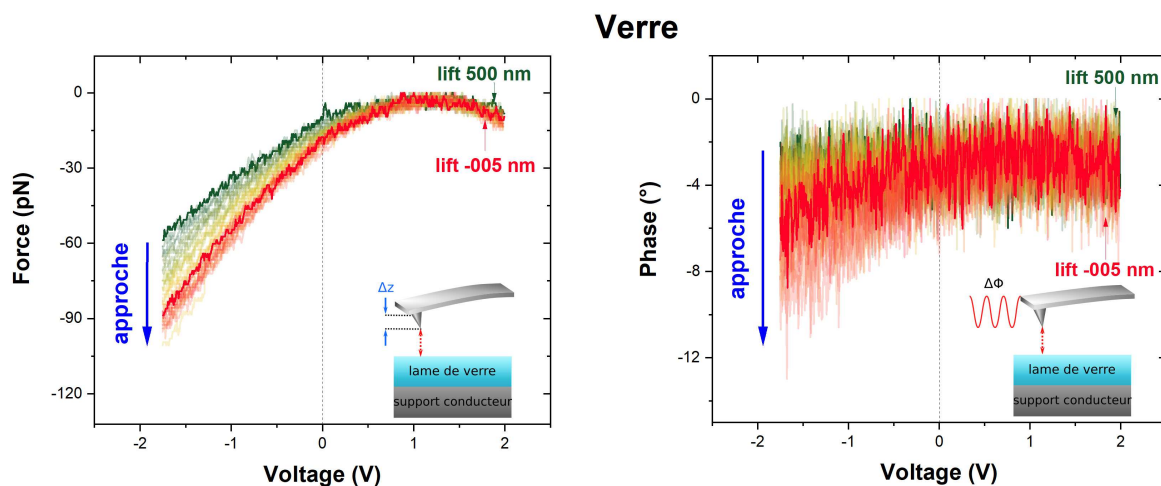 Verre
lift 500 nm
lift -005 nm
approche
Δz
lame de verre
support conducteur
0
-30
-60
-90
-120
Force (pN)
-2
-1
0
1
2
Voltage (V)
lift 500 nm
lift -005 nm
approche
ΔΦ
lame de verre
support conducteur
0
-4
-8
-12
Phase (°)
-2
-1
0
1
2
Voltage (V)